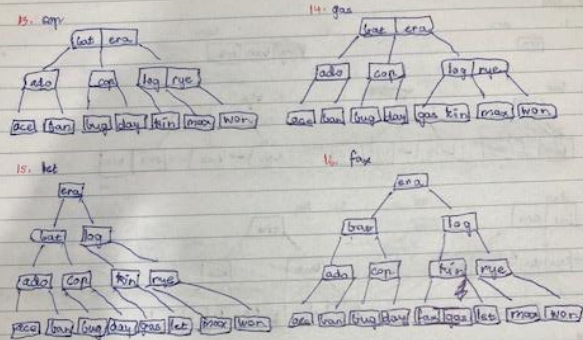 13. cop
bat era
ado cop log rye
ace ban bug day kin max won
14. gas
bat era
ado cop log rye
ace ban bug day gas kin max won
15. let
era
bat log
ado cop kin rye
ace ban bug day gas let max won
16. fax
era
bat log
ado cop kin rye
ace ban bug day fax gas let max won